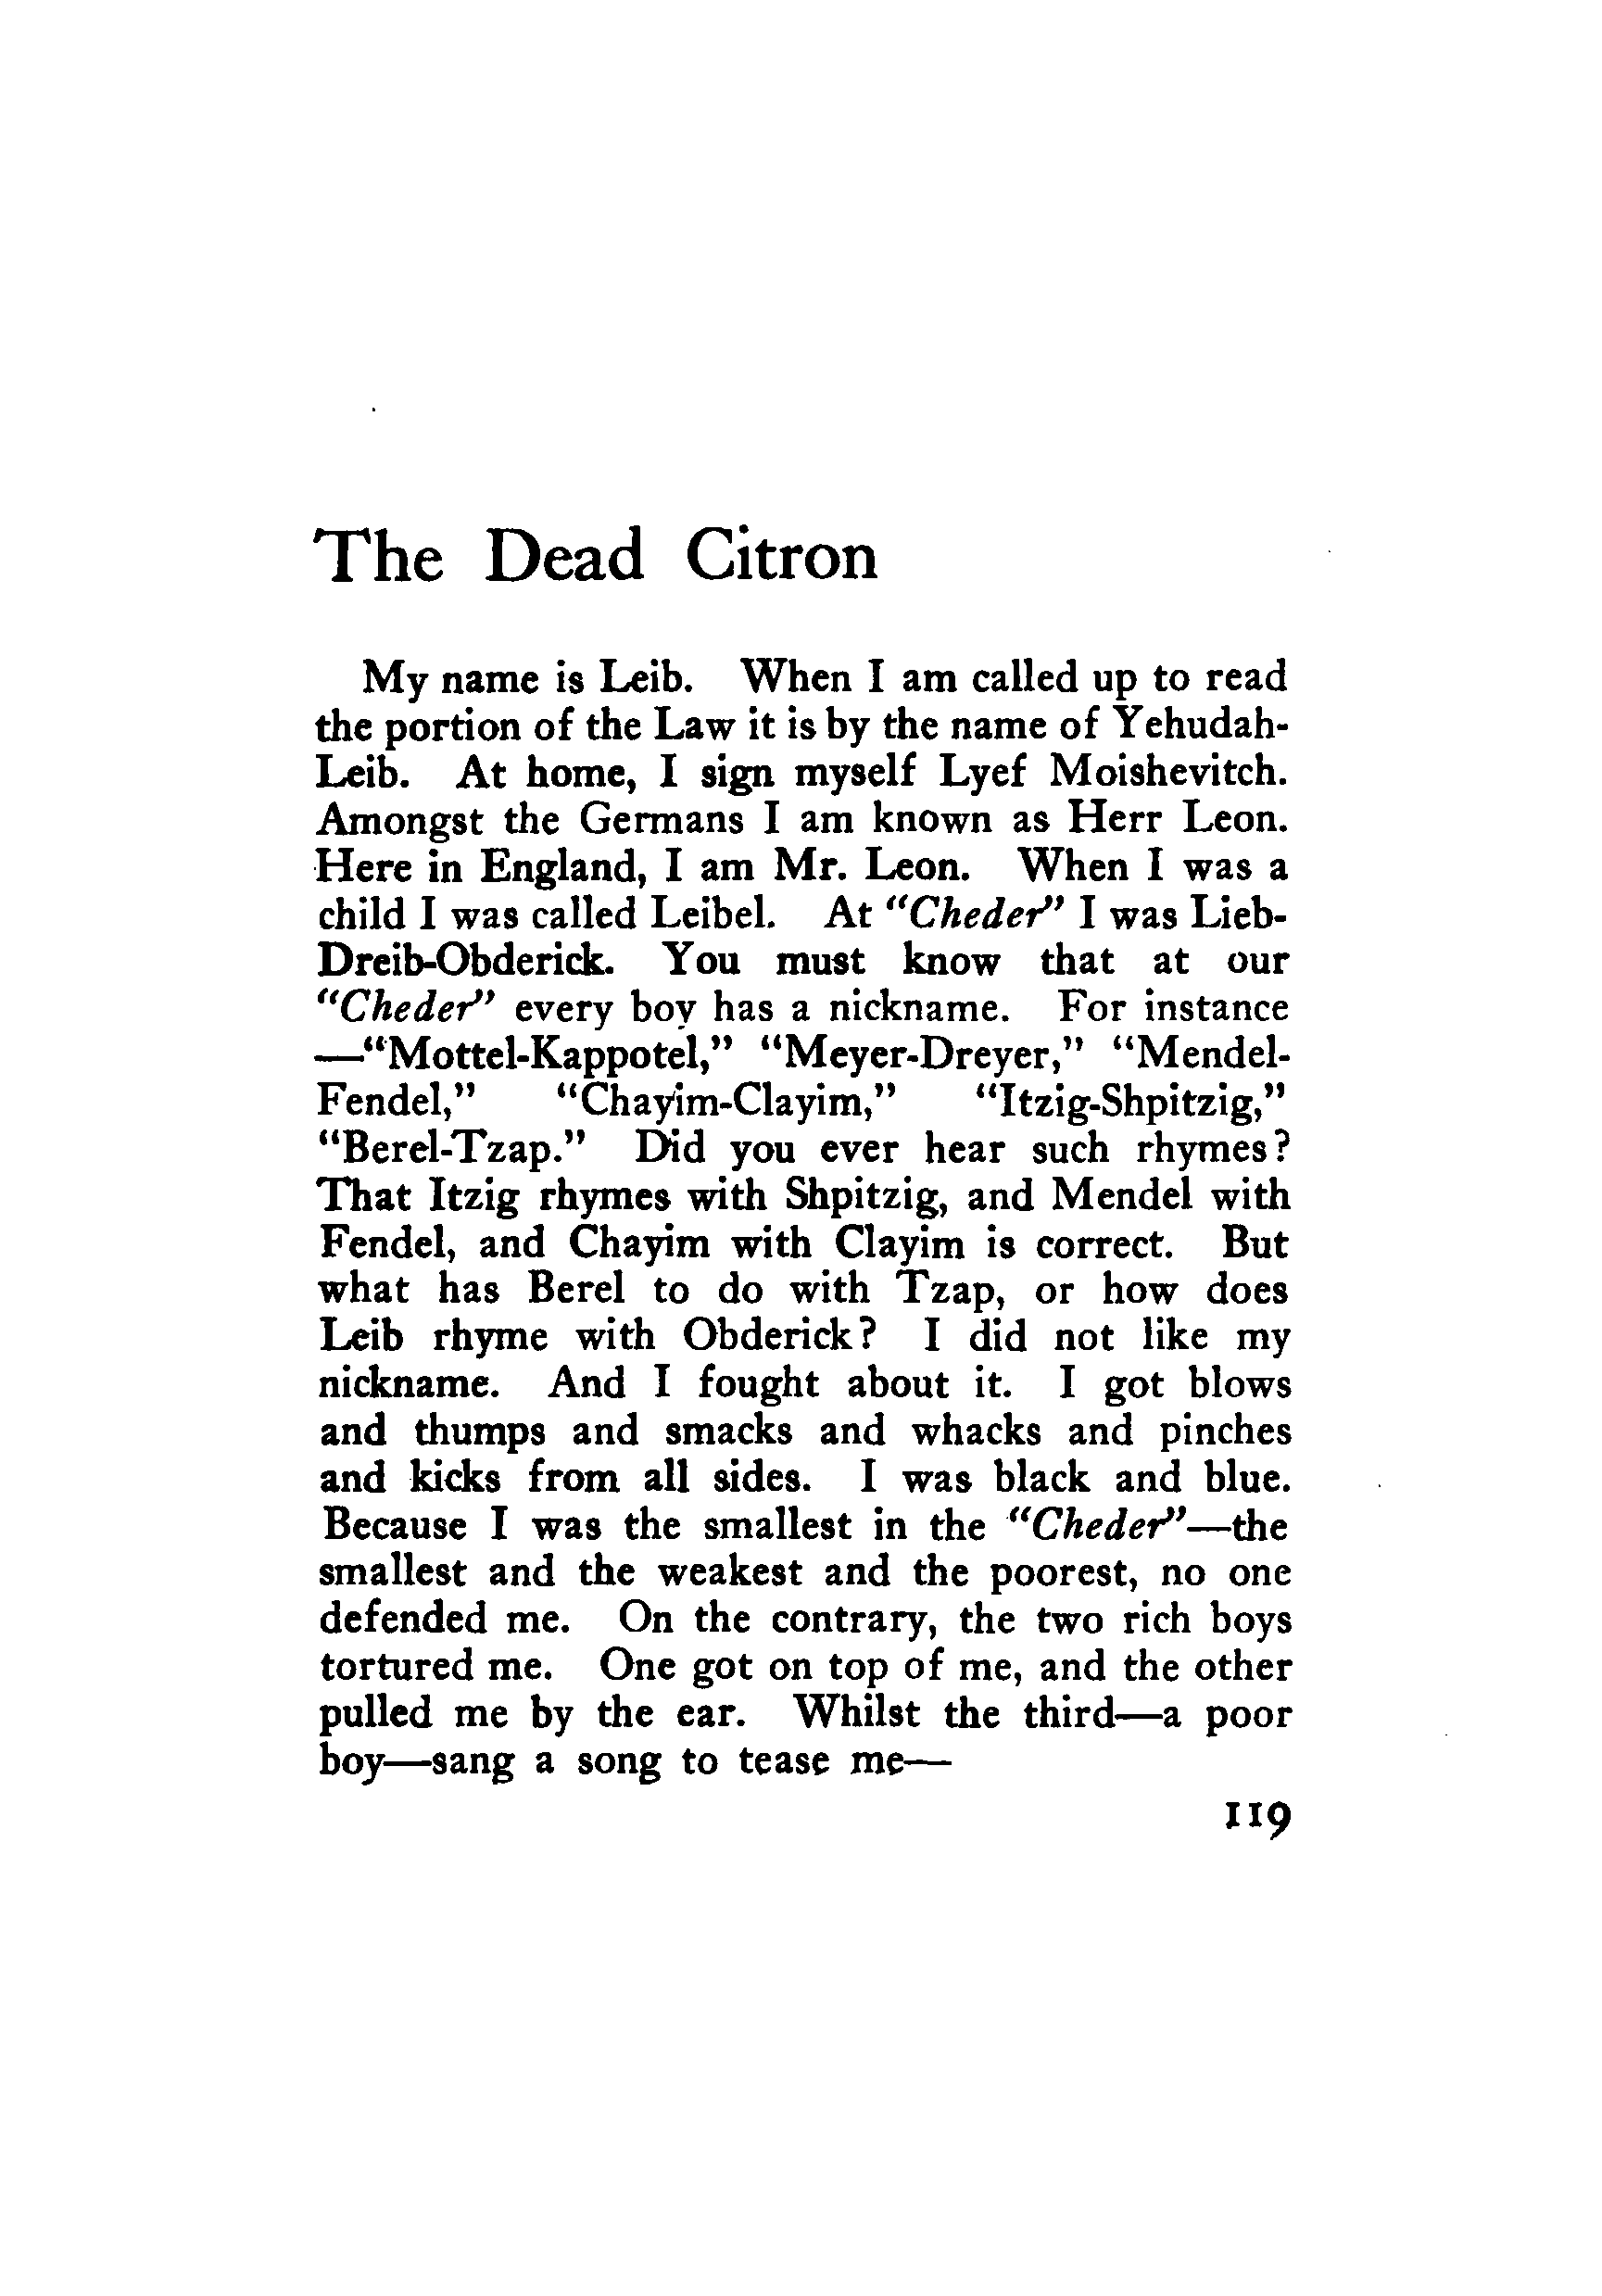 The Dead Citron
My name is Leib. When I am called up to read
the portion of the Law it is by the name of Yehudah-
Leib. At home, I sign myself Lyef Moishevitch.
Amongst the Germans I am known as Herr Leon.
Here in England, I am Mr. Leon. When I was a
child I was called Leibel. At “Cheder” I was Lieb-
Dreib-Obderick. You must know that at our
“Cheder” every boy has a nickname. For instance
—“Mottel-Kappotel,” “Meyer-Dreyer,” “Mendel-
Fendel,” “Chayim-Clayim,” “Itzig-Shpitzig,”
“Berel-Tzap.” Did you ever hear such rhymes?
That Itzig rhymes with Shpitzig, and Mendel with
Fendel, and Chayim with Clayim is correct. But
what has Berel to do with Tzap, or how does
Leib rhyme with Obderick? I did not like my
nickname. And I fought about it. I got blows
and thumps and smacks and whacks and pinches
and kicks from all sides. I was black and blue.
Because I was the smallest in the “Cheder”—the
smallest and the weakest and the poorest, no one
defended me. On the contrary, the two rich boys
tortured me. One got on top of me, and the other
pulled me by the ear. Whilst the third—a poor
boy—sang a song to tease me—
119